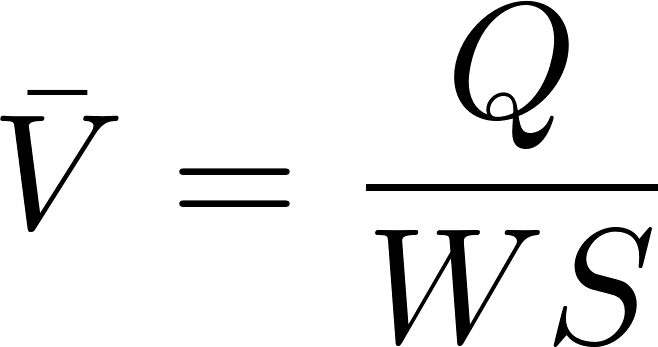 V̄ = Q / WS